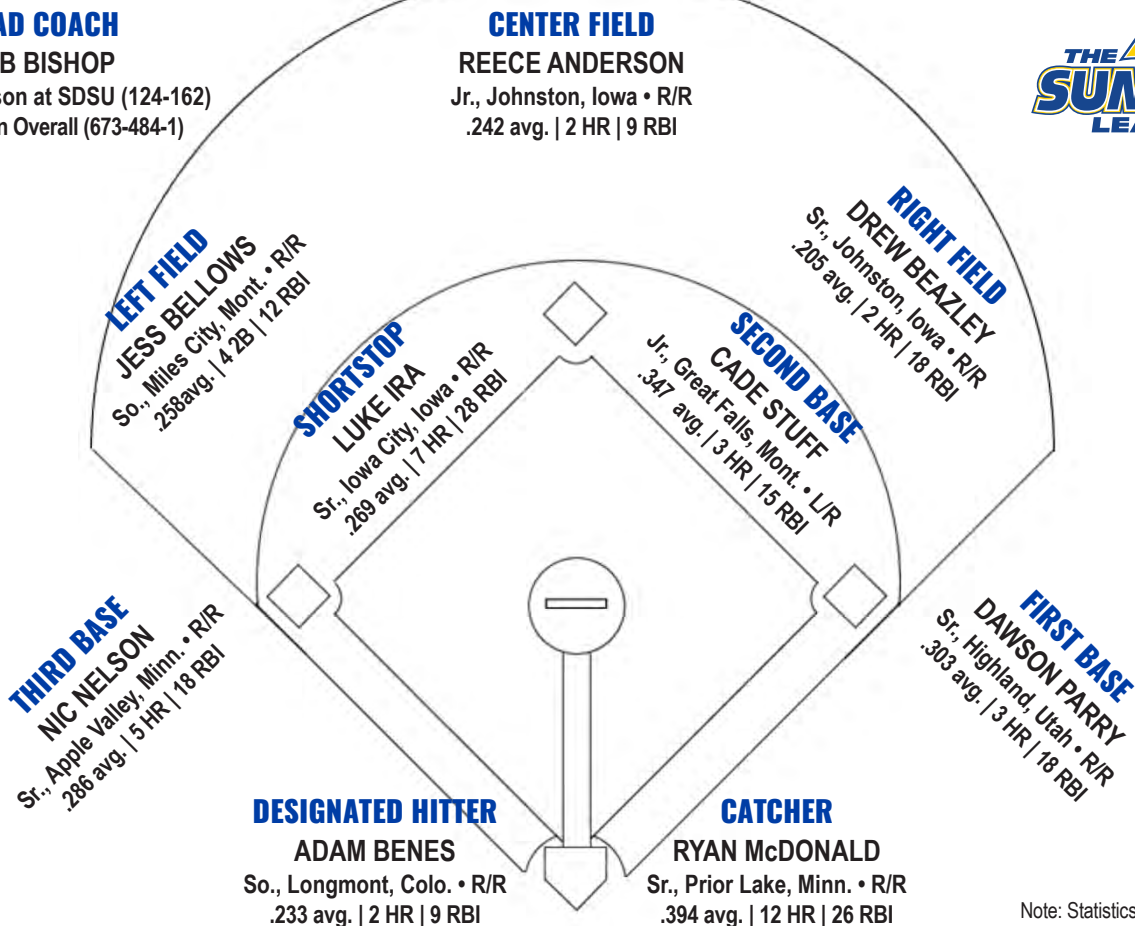 AD COACH
B BISHOP
son at SDSU (124-162)
n Overall (673-484-1)
CENTER FIELD
REECE ANDERSON
Jr., Johnston, Iowa • R/R
.242 avg. | 2 HR | 9 RBI
THE
SUM
LEA
LEFT FIELD
JESS BELLOWS
So., Miles City, Mont. • R/R
.258avg. | 4 2B | 12 RBI
RIGHT FIELD
DREW BEAZLEY
Sr., Johnston, Iowa • R/R
.205 avg. | 2 HR | 18 RBI
SHORTSTOP
LUKE IRA
Sr., Iowa City, Iowa • R/R
.269 avg. | 7 HR | 28 RBI
SECOND BASE
CADE STUFF
Jr., Great Falls, Mont. • L/R
.347 avg. | 3 HR | 15 RBI
THIRD BASE
NIC NELSON
Sr., Apple Valley, Minn. • R/R
.286 avg. | 5 HR | 18 RBI
FIRST BASE
DAWSON PARRY
Sr., Highland, Utah • R/R
.303 avg. | 3 HR | 18 RBI
DESIGNATED HITTER
ADAM BENES
So., Longmont, Colo. • R/R
.233 avg. | 2 HR | 9 RBI
CATCHER
RYAN McDONALD
Sr., Prior Lake, Minn. • R/R
.394 avg. | 12 HR | 26 RBI
Note: Statistics